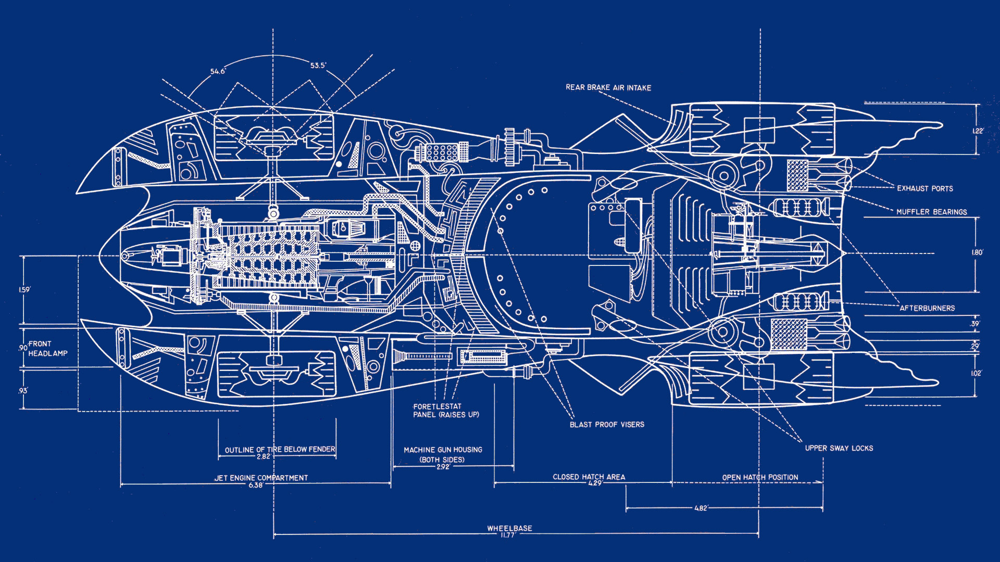 54.6°
53.5°
REAR BRAKE AIR INTAKE
1.22'
EXHAUST PORTS
MUFFLER BEARINGS
1.80'
1.59'
AFTERBURNERS
.39'
.90'
FRONT
HEADLAMP
.29'
1.02'
.93'
FORETLESTAT
PANEL (RAISES UP)
BLAST PROOF VISERS
UPPER SWAY LOCKS
OUTLINE OF TIRE BELOW FENDER
2.82'
MACHINE GUN HOUSING
(BOTH SIDES)
2.92'
JET ENGINE COMPARTMENT
6.38'
CLOSED HATCH AREA
4.29'
OPEN HATCH POSITION
4.82'
WHEELBASE
11.77'